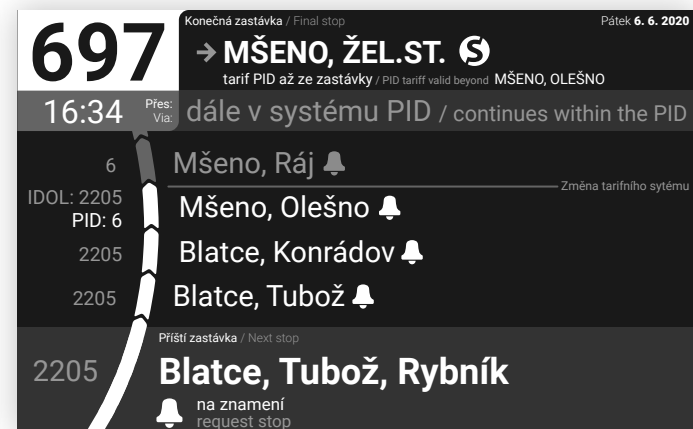 697
Konečná zastávka / Final stop
Pátek 6. 6. 2020
→ MŠENO, ŽEL.ST. S
tarif PID až ze zastávky / PID tariff valid beyond MŠENO, OLEŠNO
16:34
Přes:
Via:
dále v systému PID / continues within the PID
6 Mšeno, Ráj
Změna tarifního sytému
IDOL: 2205
PID: 6
Mšeno, Olešno
2205 Blatce, Konrádov
2205 Blatce, Tubož
Příští zastávka / Next stop
2205 Blatce, Tubož, Rybník
na znamení
request stop